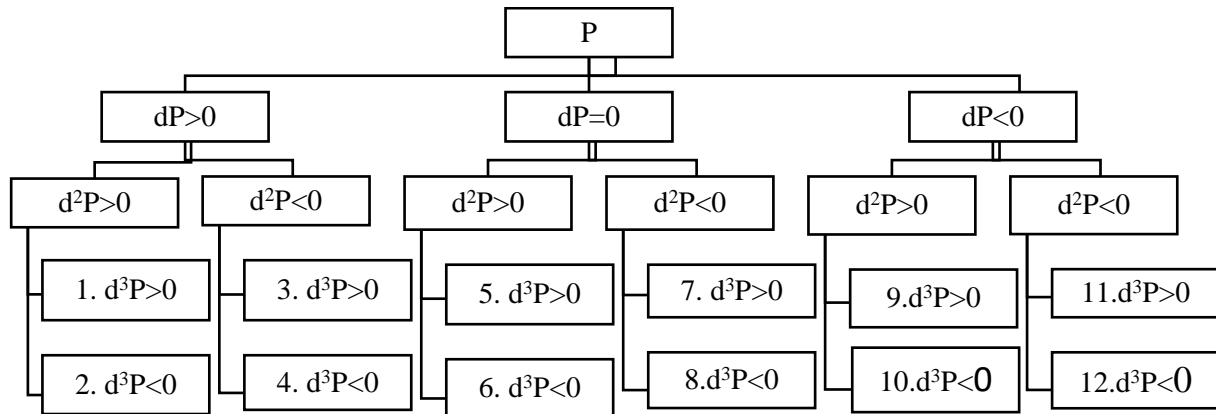 P
dP>0
dP=0
dP<0
d²P>0
d²P<0
d²P>0
d²P<0
d²P>0
d²P<0
1. d³P>0
3. d³P>0
5. d³P>0
7. d³P>0
9.d³P>0
11.d³P>0
2. d³P<0
4. d³P<0
6. d³P<0
8.d³P<0
10.d³P<0
12.d³P<0